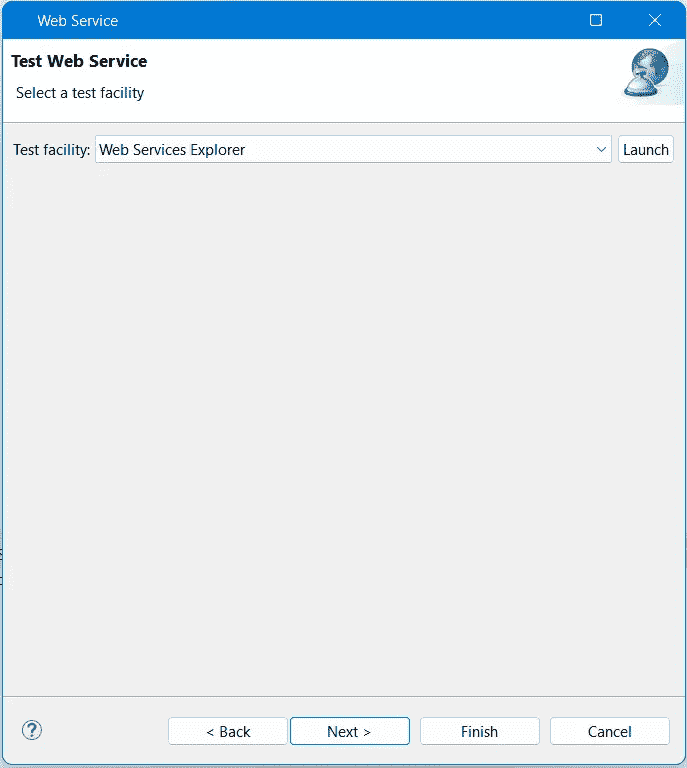 Web Service
Test Web Service
Select a test facility
Test facility: Web Services Explorer Launch
? < Back Next > Finish Cancel